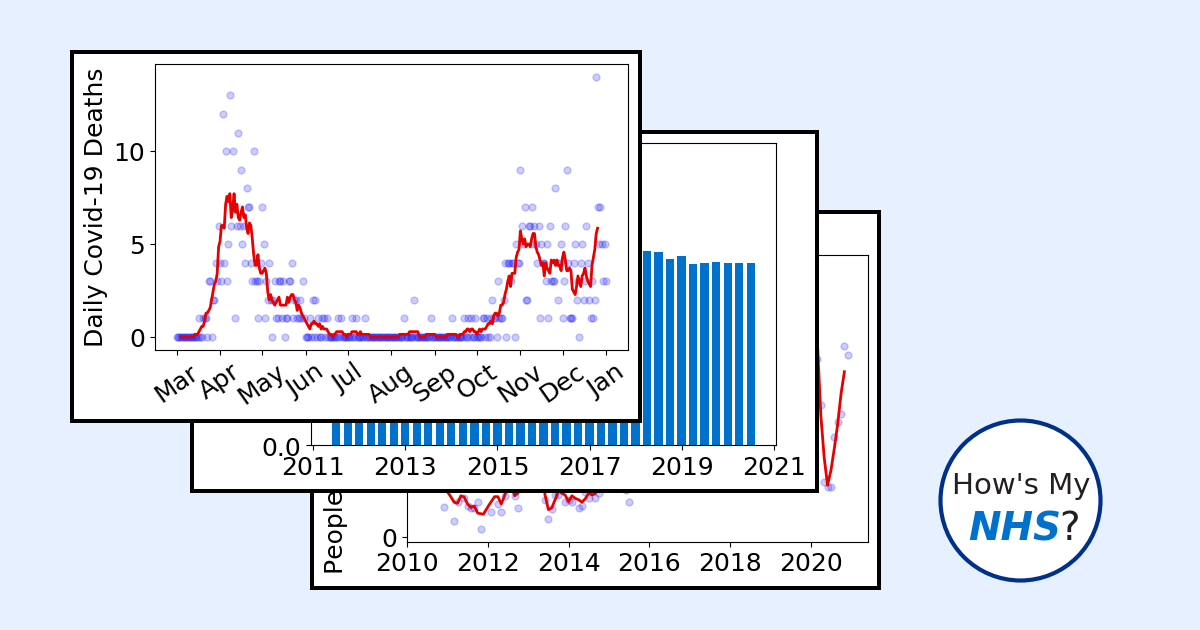 Daily Covid-19 Deaths
10
5
0
Mar Apr May Jun Jul Aug Sep Oct Nov Dec Jan
0.0
2011 2013 2015 2017 2019 2021
People
0
2010 2012 2014 2016 2018 2020
How's My
NHS?